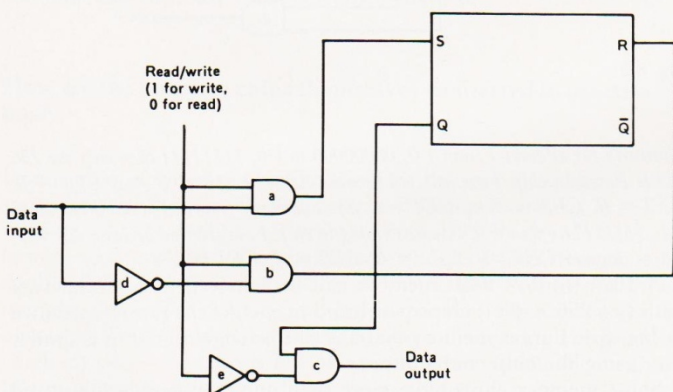 Read/write
(1 for write,
0 for read)
S
R
Q
Q̅
a
Data
input
b
d
e
c
Data
output